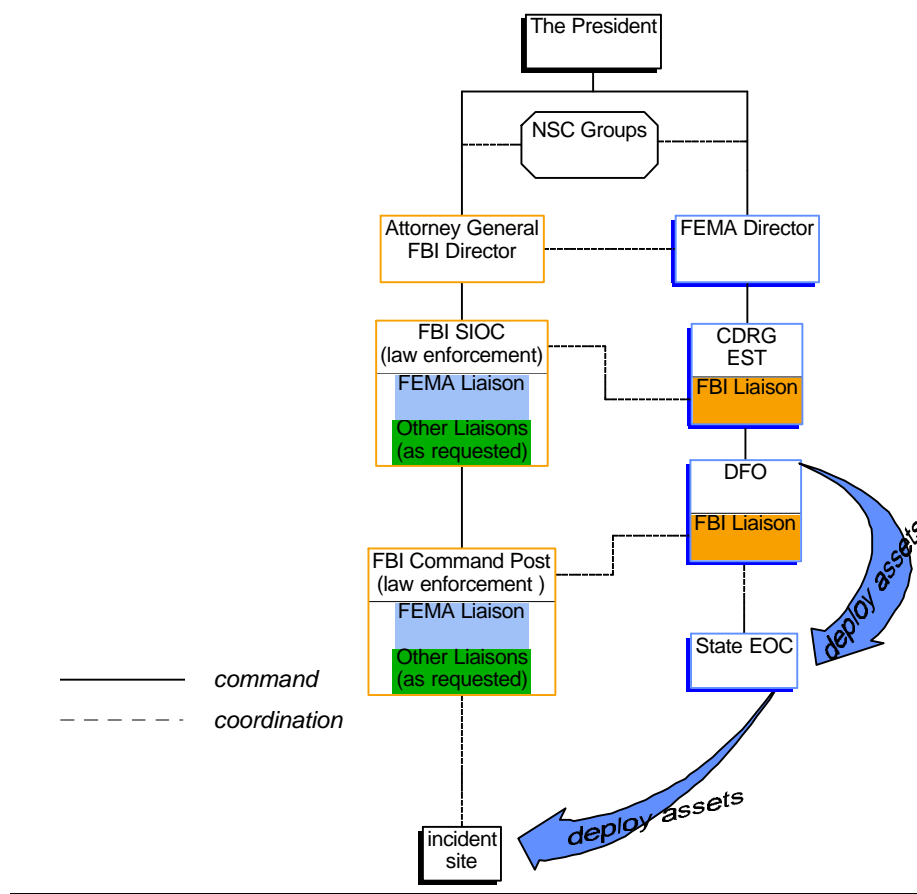 The President
NSC Groups
Attorney General
FBI Director
FEMA Director
FBI SIOC
(law enforcement)
FEMA Liaison
Other Liaisons
(as requested)
CDRG
EST
FBI Liaison
DFO
FBI Liaison
deploy assets
FBI Command Post
(law enforcement )
FEMA Liaison
Other Liaisons
(as requested)
State EOC
command
coordination
deploy assets
incident
site